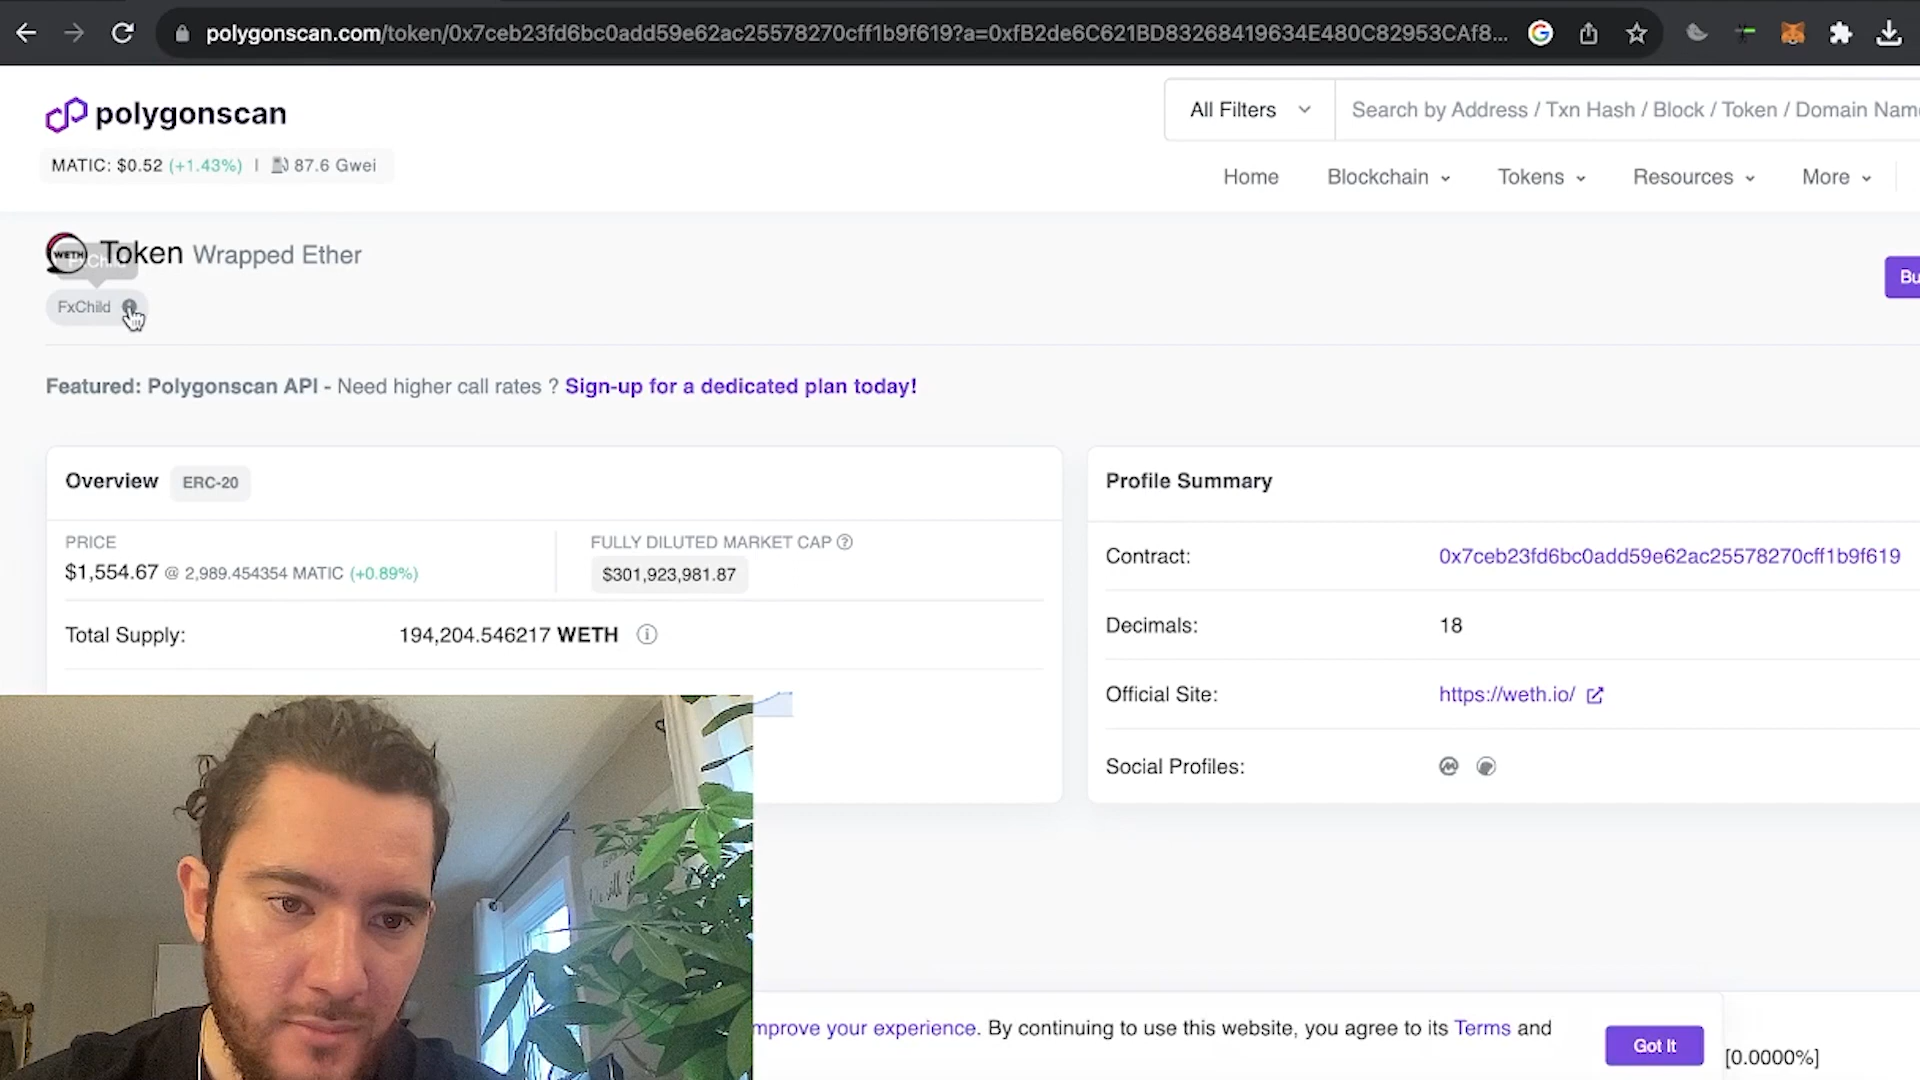 polygonscan.com/token/0x7ceb23fd6bc0add59e62ac25578270cff1b9f619?a=0xfB2de6C621BD83268419634E480C82953CAf8...
polygonscan
All Filters
Search by Address / Txn Hash / Block / Token / Domain Name
MATIC: $0.52 (+1.43%) | 87.6 Gwei
Home
Blockchain
Tokens
Resources
More
WETH
Token Wrapped Ether
FxChild
FxChild
Bu
Featured: Polygonscan API - Need higher call rates ? Sign-up for a dedicated plan today!
Overview ERC-20
PRICE
$1,554.67 @ 2,989.454354 MATIC (+0.89%)
FULLY DILUTED MARKET CAP
$301,923,981.87
Total Supply: 194,204.546217 WETH
Profile Summary
Contract: 0x7ceb23fd6bc0add59e62ac25578270cff1b9f619
Decimals: 18
Official Site: https://weth.io/
Social Profiles:
mprove your experience. By continuing to use this website, you agree to its Terms and
Got It
[0.0000%]